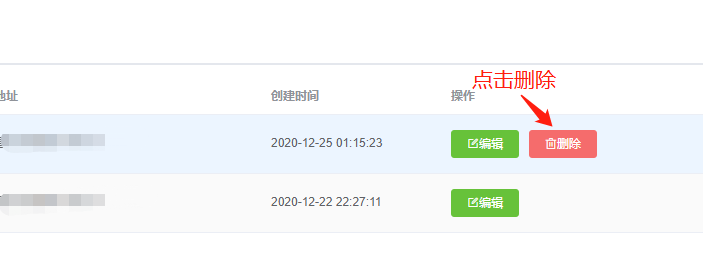 点击删除
地址 创建时间 操作
2020-12-25 01:15:23 编辑 删除
2020-12-22 22:27:11 编辑